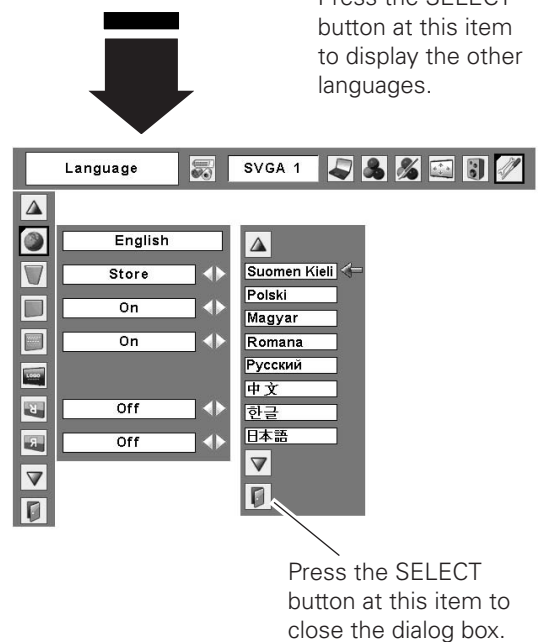 Press the SELECT
button at this item
to display the other
languages.
Language
SVGA 1
English
Store
On
On
LOGO
Off
Off
Suomen Kieli
Polski
Magyar
Romana
Русский
中文
한글
日本語
Press the SELECT
button at this item to
close the dialog box.